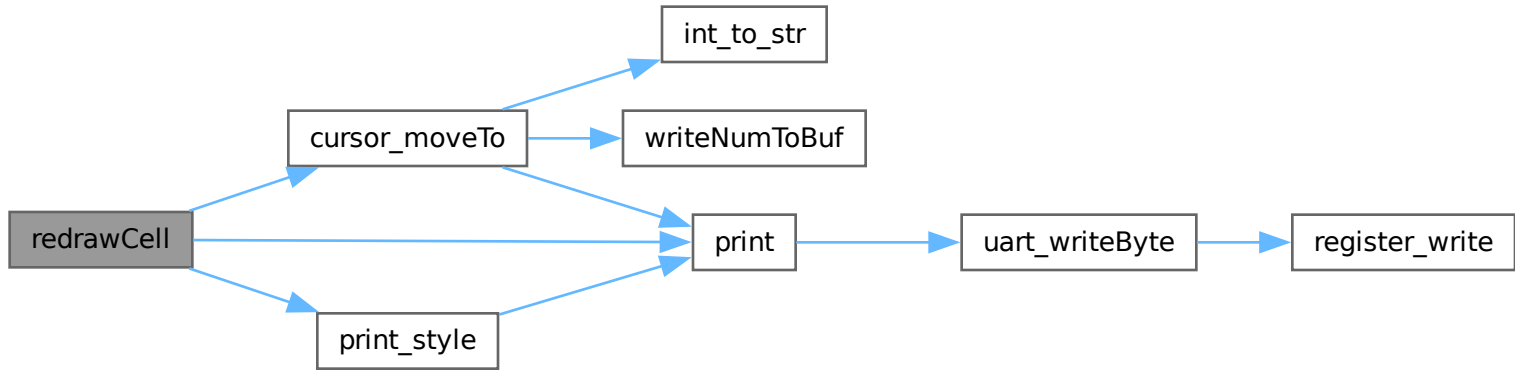 int_to_str
cursor_moveTo
writeNumToBuf
redrawCell
print
uart_writeByte
register_write
print_style